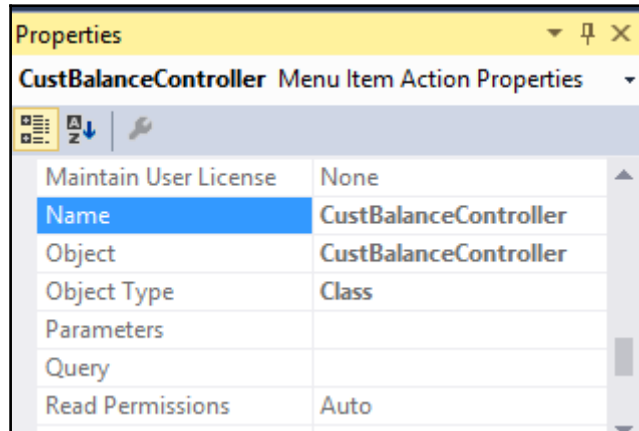 Properties
CustBalanceController Menu Item Action Properties
Maintain User License None
Name CustBalanceController
Object CustBalanceController
Object Type Class
Parameters
Query
Read Permissions Auto